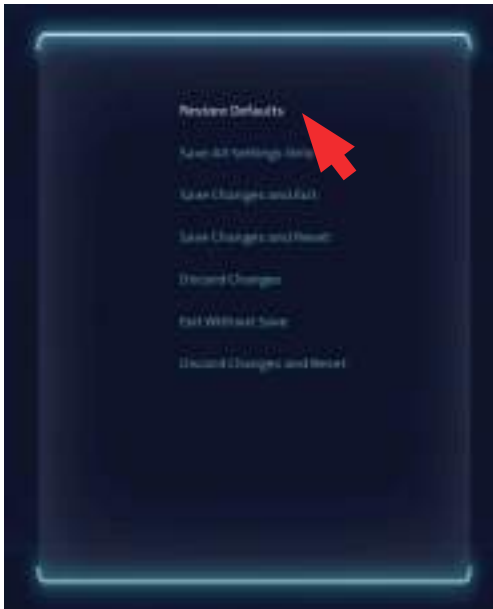 Restore Defaults
Save All Settings
Save Changes and Exit
Save Changes and Reset
Discard Changes
Exit Without Save
Discard Changes and Reset